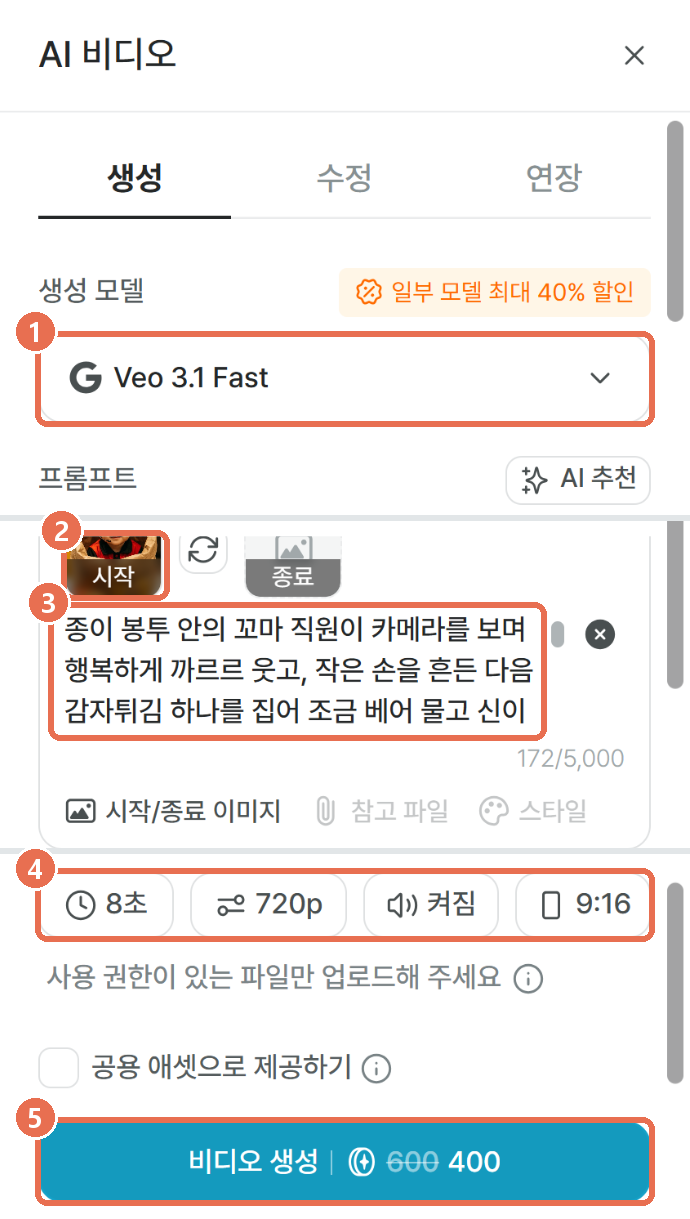 AI 비디오
생성 수정 연장
생성 모델 일부 모델 최대 40% 할인
1
Veo 3.1 Fast
프롬프트 AI 추천
2
시작 종료
3
종이 봉투 안의 꼬마 직원이 카메라를 보며
행복하게 까르르 웃고, 작은 손을 흔든 다음
감자튀김 하나를 집어 조금 베어 물고 신이
172/5,000
시작/종료 이미지 참고 파일 스타일
4
8초 720p 켜짐 9:16
사용 권한이 있는 파일만 업로드해 주세요
공용 애셋으로 제공하기
5
비디오 생성 600 400